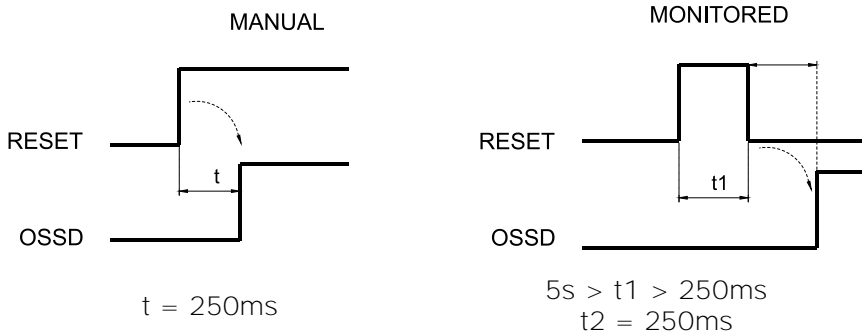 MANUAL
RESET
t
OSSD
t = 250ms
MONITORED
RESET
t1
OSSD
5s > t1 > 250ms
t2 = 250ms